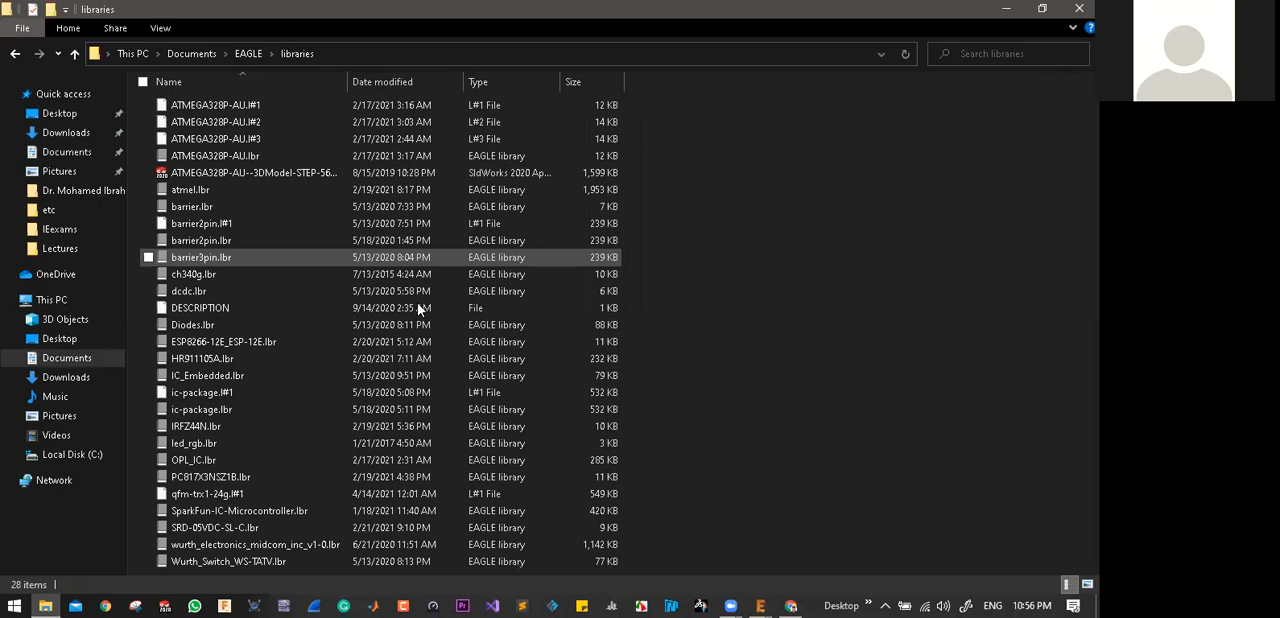 libraries
File Home Share View
This PC > Documents > EAGLE > libraries
Search libraries
Name Date modified Type Size
Quick access
Desktop
Downloads
Documents
Pictures
Dr. Mohamed Ibrah
etc
IEexams
Lectures
OneDrive
This PC
3D Objects
Desktop
Documents
Downloads
Music
Pictures
Videos
Local Disk (C:)
Network
ATMEGA328P-AU.l#1 2/17/2021 3:16 AM L#1 File 12 KB
ATMEGA328P-AU.l#2 2/17/2021 3:03 AM L#2 File 14 KB
ATMEGA328P-AU.l#3 2/17/2021 2:44 AM L#3 File 14 KB
ATMEGA328P-AU.lbr 2/17/2021 3:17 AM EAGLE library 12 KB
ATMEGA328P-AU--3DModel-STEP-56... 8/15/2019 10:28 PM SldWorks 2020 Ap... 1,599 KB
atmel.lbr 2/19/2021 8:17 PM EAGLE library 1,953 KB
barrier.lbr 5/13/2020 7:33 PM EAGLE library 7 KB
barrier2pin.l#1 5/13/2020 7:51 PM L#1 File 239 KB
barrier2pin.lbr 5/18/2020 1:45 PM EAGLE library 239 KB
barrier3pin.lbr 5/13/2020 8:04 PM EAGLE library 239 KB
ch340g.lbr 7/13/2015 4:24 AM EAGLE library 10 KB
dcdc.lbr 5/13/2020 5:58 PM EAGLE library 6 KB
DESCRIPTION 9/14/2020 2:35 AM File 1 KB
Diodes.lbr 5/13/2020 8:11 PM EAGLE library 88 KB
ESP8266-12E_ESP-12E.lbr 2/20/2021 5:12 AM EAGLE library 11 KB
HR911105A.lbr 2/20/2021 7:11 AM EAGLE library 232 KB
IC_Embedded.lbr 5/13/2020 9:51 PM EAGLE library 79 KB
ic-package.l#1 5/18/2020 5:08 PM L#1 File 532 KB
ic-package.lbr 5/18/2020 5:11 PM EAGLE library 532 KB
IRFZ44N.lbr 2/19/2021 5:36 PM EAGLE library 10 KB
led_rgb.lbr 1/21/2017 4:50 AM EAGLE library 3 KB
OPL_IC.lbr 2/17/2021 2:31 AM EAGLE library 285 KB
PC817X3NSZ1B.lbr 2/19/2021 4:38 PM EAGLE library 11 KB
qfm-trx1-24g.l#1 4/14/2021 12:01 AM L#1 File 549 KB
SparkFun-IC-Microcontroller.lbr 1/18/2021 11:40 AM EAGLE library 420 KB
SRD-05VDC-SL-C.lbr 2/21/2021 9:10 PM EAGLE library 9 KB
wurth_electronics_midcom_inc_v1-0.lbr 6/21/2020 11:51 AM EAGLE library 1,142 KB
Wurth_Switch_WS-TATV.lbr 5/13/2020 8:13 PM EAGLE library 77 KB
28 items
Desktop » ENG 10:56 PM